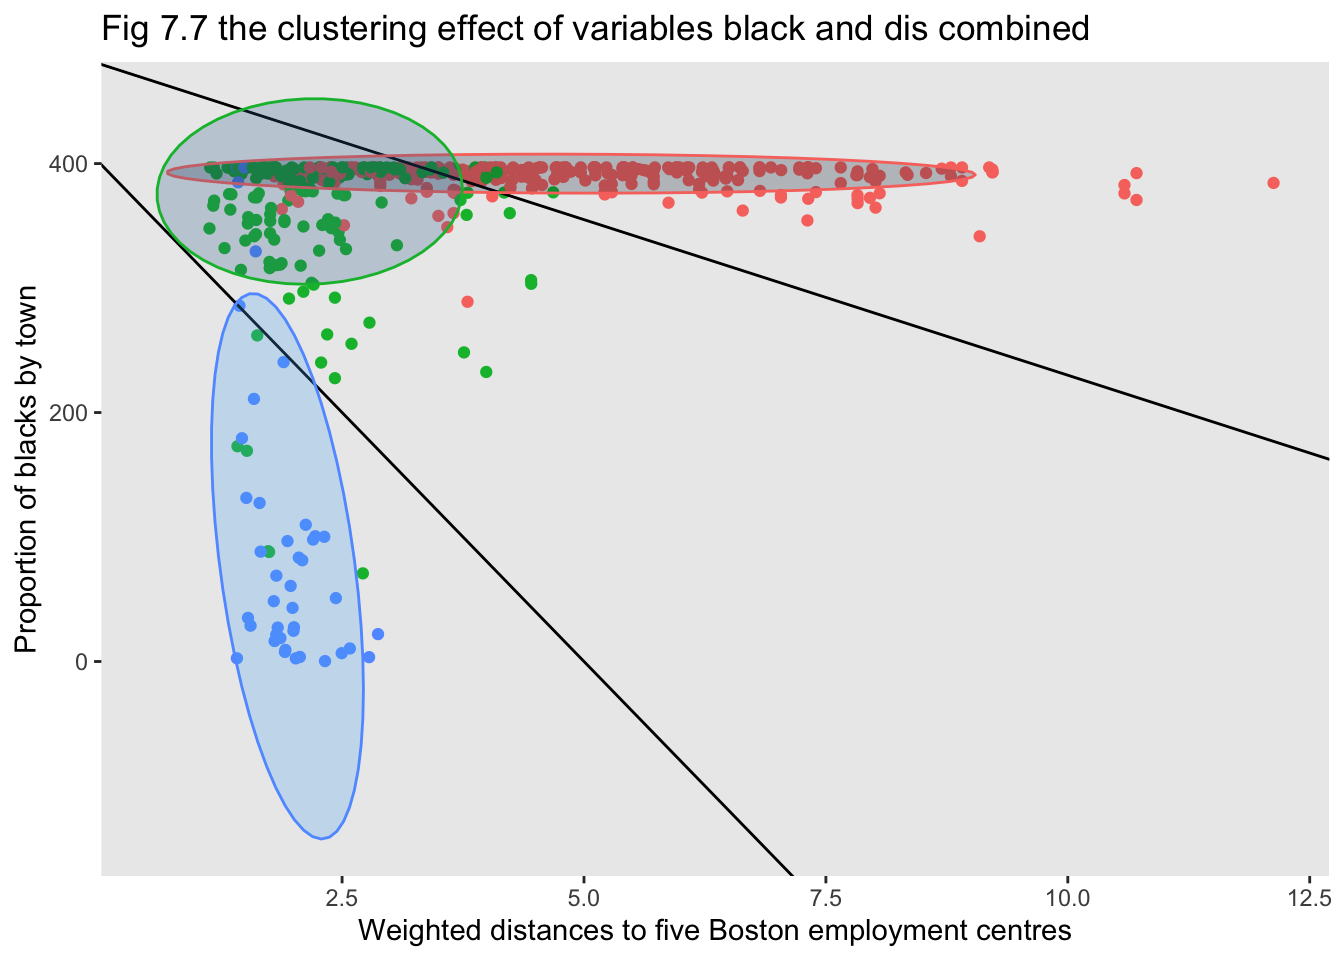 Fig 7.7 the clustering effect of variables black and dis combined
Proportion of blacks by town
400
200
0
2.5
5.0
7.5
10.0
12.5
Weighted distances to five Boston employment centres